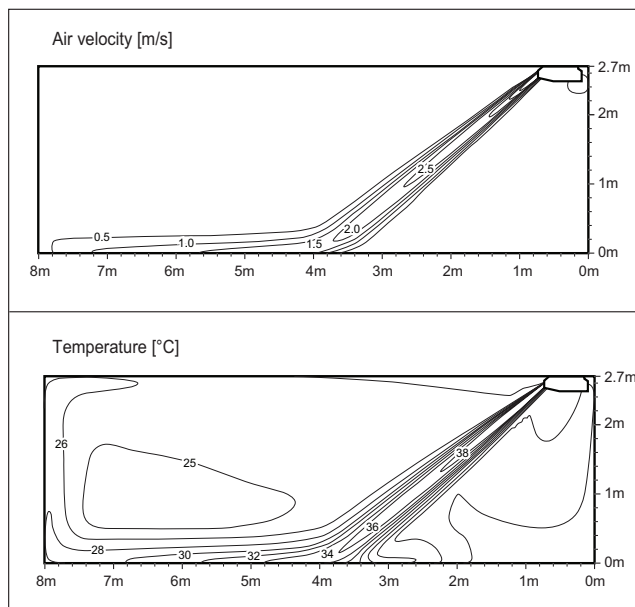 Air velocity [m/s]
2.7m
2m
2.5
1m
2.0
0.5
1.0
1.5
0m
8m 7m 6m 5m 4m 3m 2m 1m 0m
Temperature [°C]
2.7m
2m
26
25
38
1m
36
28
30
32
34
0m
8m 7m 6m 5m 4m 3m 2m 1m 0m